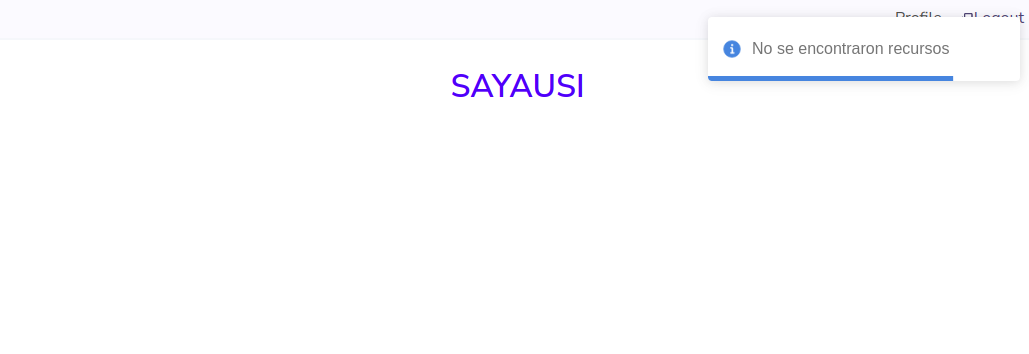 Profile Logout
No se encontraron recursos
SAYAUSI